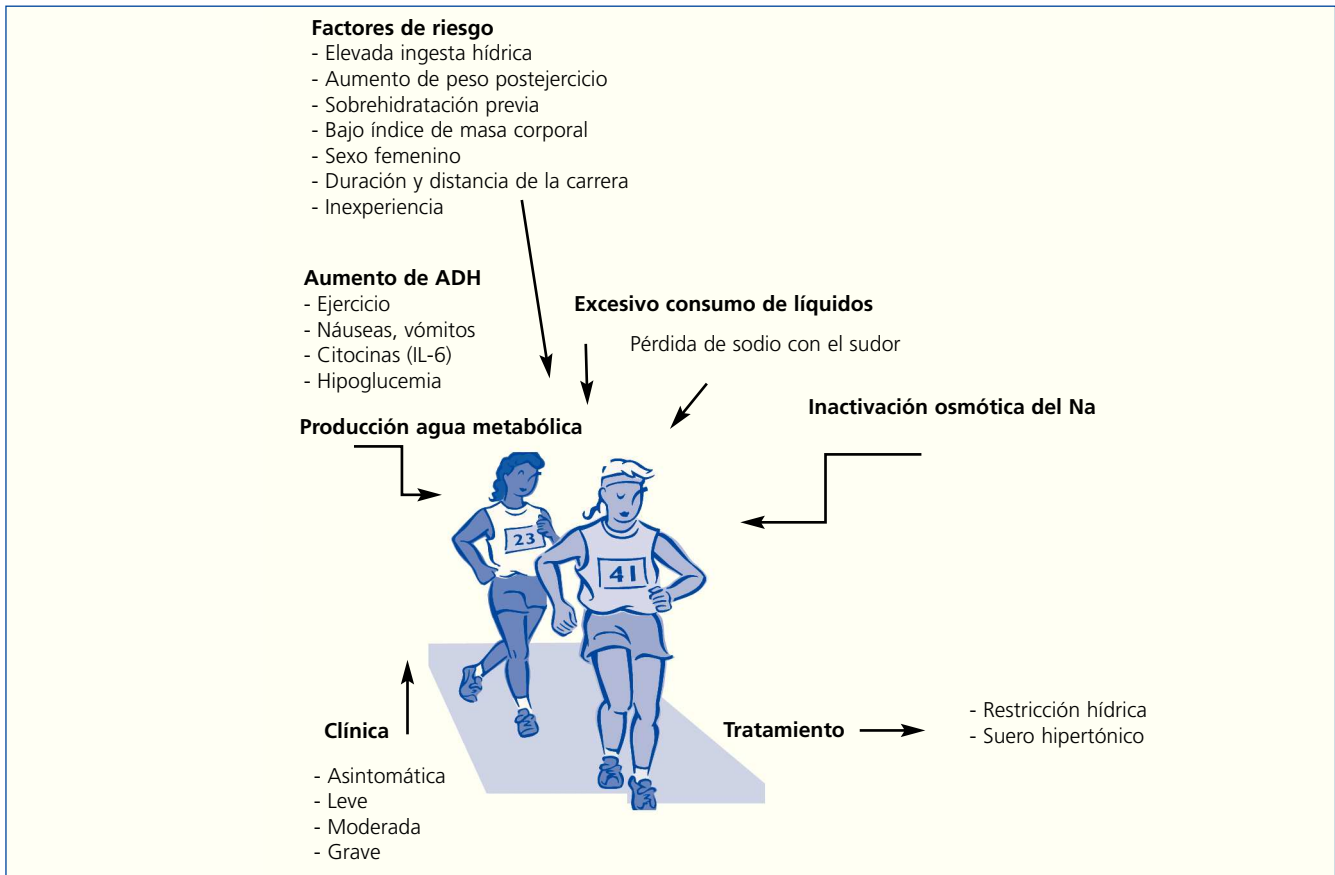 Factores de riesgo
- Elevada ingesta hídrica
- Aumento de peso postejercicio
- Sobrehidratación previa
- Bajo índice de masa corporal
- Sexo femenino
- Duración y distancia de la carrera
- Inexperiencia
Aumento de ADH
- Ejercicio
- Náuseas, vómitos
- Citocinas (IL-6)
- Hipoglucemia
Excesivo consumo de líquidos
Pérdida de sodio con el sudor
Producción agua metabólica
Inactivación osmótica del Na
23
41
Clínica
- Asintomática
- Leve
- Moderada
- Grave
Tratamiento
- Restricción hídrica
- Suero hipertónico